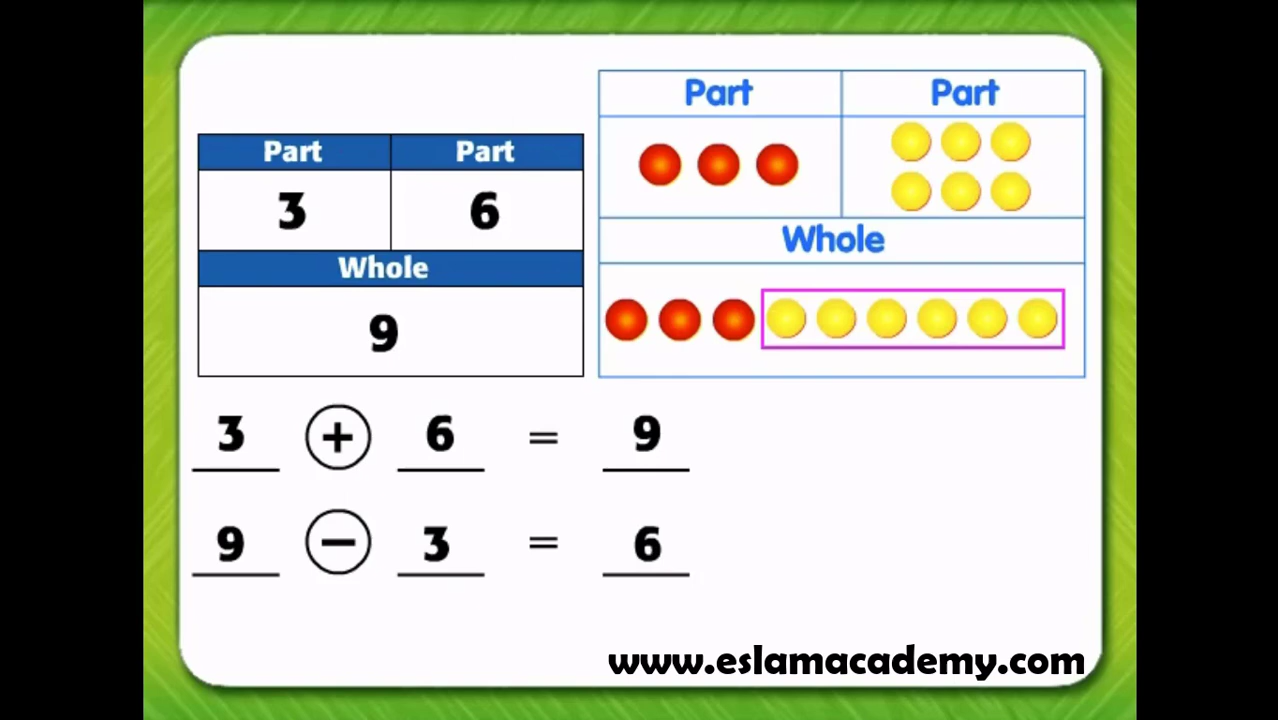 Part Part
3 6
Whole
9
Part Part
Whole
3 + 6 = 9
9 − 3 = 6
www.eslamacademy.com